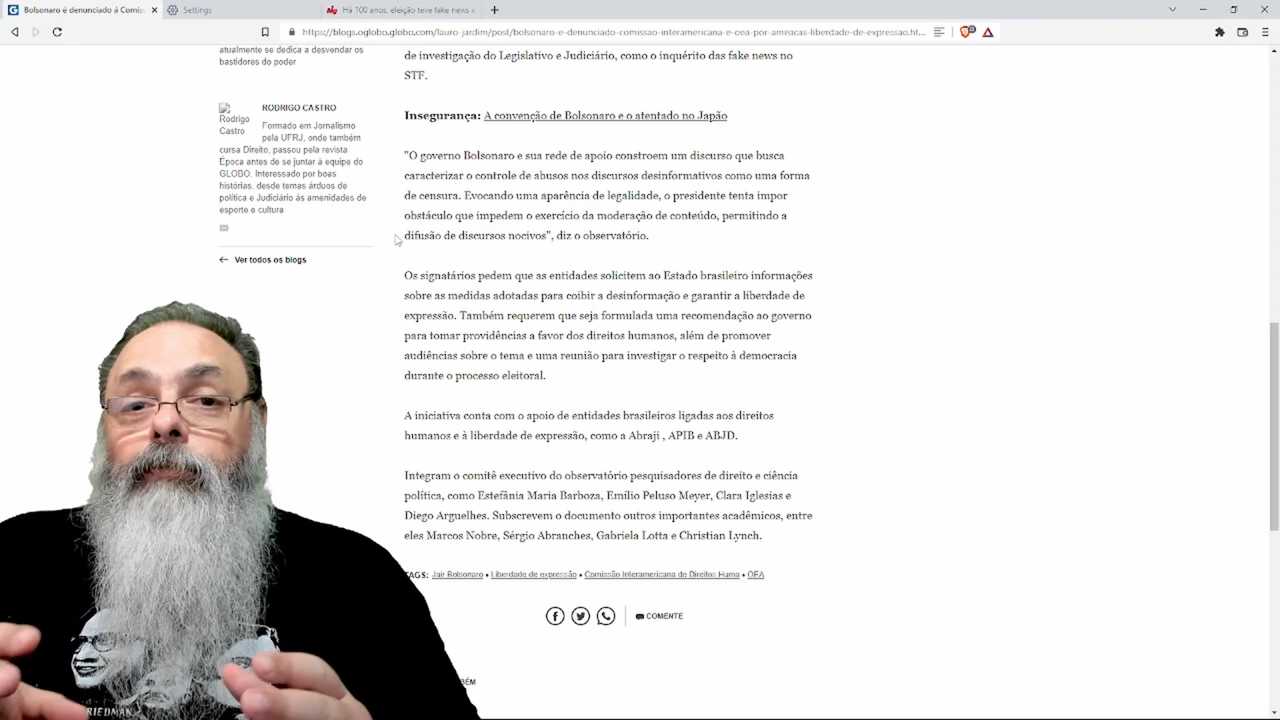 Bolsonaro é denunciado à Comis
Settings
Há 100 anos, eleição teve fake news e
https://blogs.oglobo.globo.com/lauro-jardim/post/bolsonaro-e-denunciado-comissao-interamericana-e-oea-por-ameacas-liberdade-de-expressao.ht...
atualmente se dedica a desvendar os
bastidores do poder
Rodrigo
Castro
RODRIGO CASTRO
Formado em Jornalismo
pela UFRJ, onde também
cursa Direito, passou pela revista
Época antes de se juntar à equipe do
GLOBO. Interessado por boas
histórias, desde temas árduos de
política e Judiciário às amenidades de
esporte e cultura
Ver todos os blogs
de investigação do Legislativo e Judiciário, como o inquérito das fake news no
STF.
Insegurança: A convenção de Bolsonaro e o atentado no Japão
"O governo Bolsonaro e sua rede de apoio constroem um discurso que busca
caracterizar o controle de abusos nos discursos desinformativos como uma forma
de censura. Evocando uma aparência de legalidade, o presidente tenta impor
obstáculo que impedem o exercício da moderação de conteúdo, permitindo a
difusão de discursos nocivos", diz o observatório.
Os signatários pedem que as entidades solicitem ao Estado brasileiro informações
sobre as medidas adotadas para coibir a desinformação e garantir a liberdade de
expressão. Também requerem que seja formulada uma recomendação ao governo
para tomar providências a favor dos direitos humanos, além de promover
audiências sobre o tema e uma reunião para investigar o respeito à democracia
durante o processo eleitoral.
A iniciativa conta com o apoio de entidades brasileiros ligadas aos direitos
humanos e à liberdade de expressão, como a Abraji , APIB e ABJD.
Integram o comitê executivo do observatório pesquisadores de direito e ciência
política, como Estefânia Maria Barboza, Emílio Peluso Meyer, Clara Iglesias e
Diego Arguelhes. Subscrevem o documento outros importantes acadêmicos, entre
eles Marcos Nobre, Sérgio Abranches, Gabriela Lotta e Christian Lynch.
TAGS: Jair Bolsonaro • Liberdade de expressão • Comissão Interamericana de Direitos Huma • OEA
COMENTE